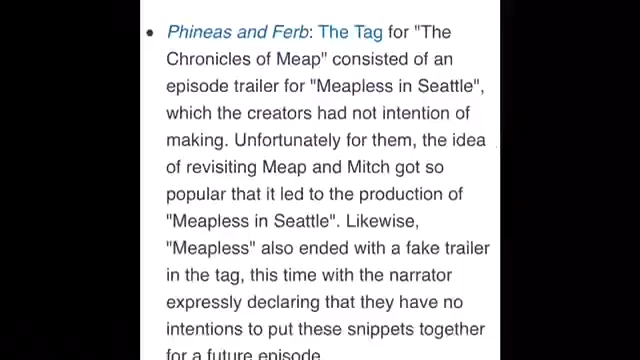 • Phineas and Ferb: The Tag for "The
Chronicles of Meap" consisted of an
episode trailer for "Meapless in Seattle",
which the creators had not intention of
making. Unfortunately for them, the idea
of revisiting Meap and Mitch got so
popular that it led to the production of
"Meapless in Seattle". Likewise,
"Meapless" also ended with a fake trailer
in the tag, this time with the narrator
expressly declaring that they have no
intentions to put these snippets together
for a future episode.